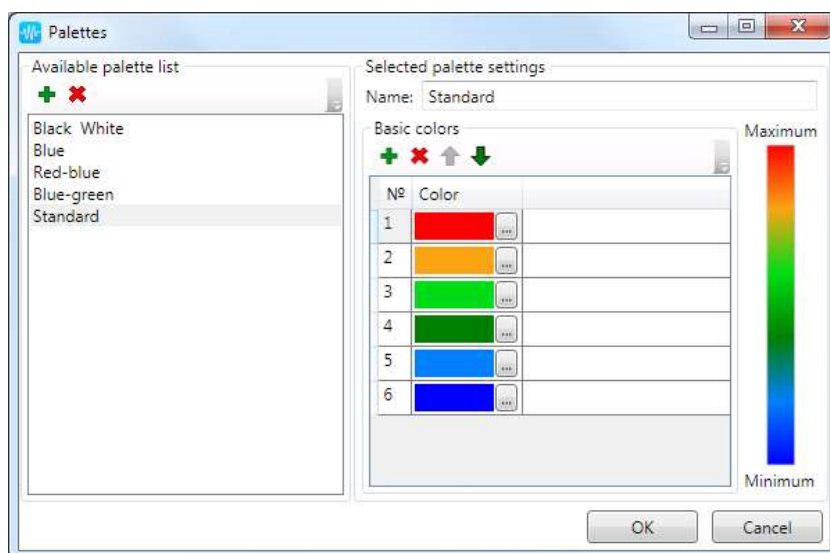 Palettes
Available palette list
Black White
Blue
Red-blue
Blue-green
Standard
Selected palette settings
Name: Standard
Basic colors
Nº Color
1 ...
2 ...
3 ...
4 ...
5 ...
6 ...
Maximum
Minimum
OK Cancel